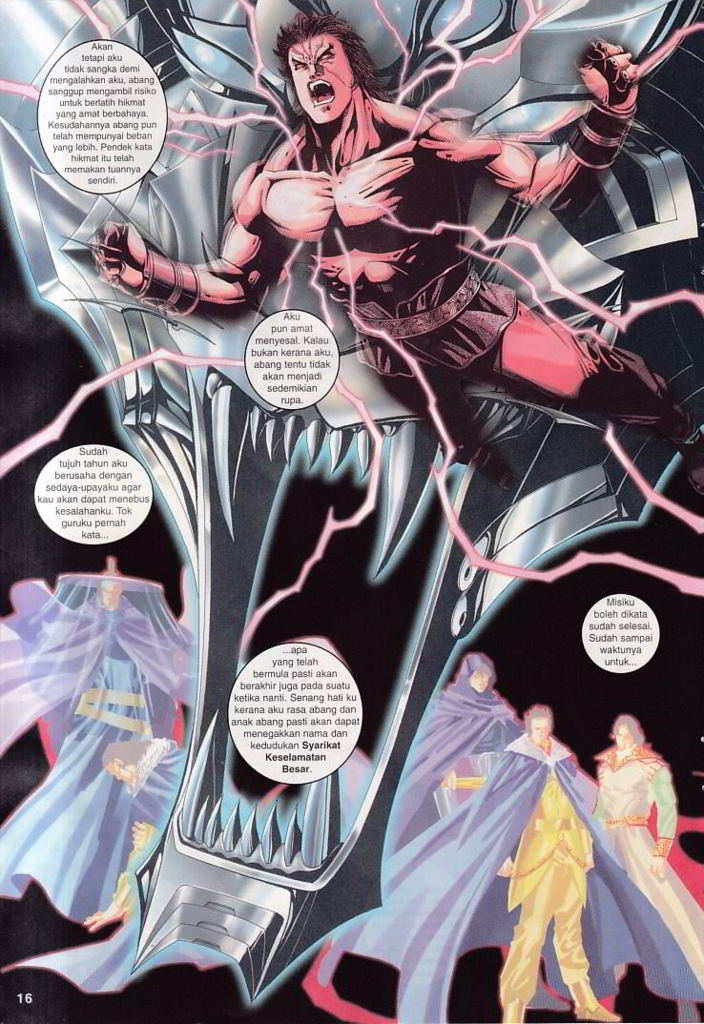 Akan
tetapi aku
tidak sangka demi
mengalahkan aku, abang
sanggup mengambil risiko
untuk berlatih hikmat
yang amat berbahaya.
Kesudahannya abang pun
telah mempunyai beban
yang lebih. Pendek kata
hikmat itu telah
memakan tuannya
sendiri.
Aku
pun amat
menyesal. Kalau
bukan kerana aku,
abang tentu tidak
akan menjadi
sedemikian
rupa.
Sudah
tujuh tahun aku
berusaha dengan
sedaya-upayaku agar
kau akan dapat menebus
kesalahanku. Tok
guruku pernah
kata...
...apa
yang telah
bermula pasti akan
berakhir juga pada suatu
ketika nanti. Senang hati ku
kerana aku rasa abang dan
anak abang pasti akan dapat
menegakkan nama dan
kedudukan Syarikat
Keselamatan
Besar.
Misiku
boleh dikata
sudah selesai.
Sudah sampai
waktunya
untuk...
16